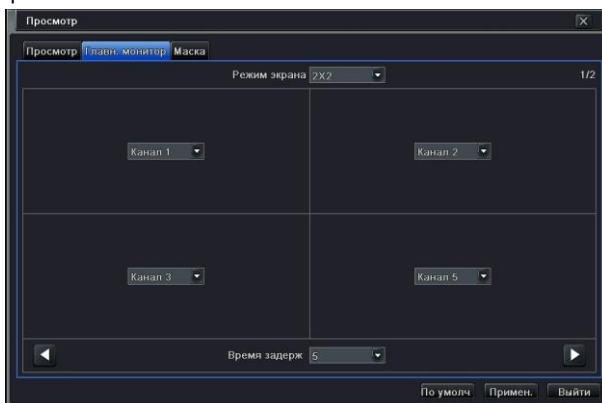 Просмотр
Просмотр Главн. монитор Маска
Режим экрана 2X2 1/2
Канал 1 Канал 2
Канал 3 Канал 5
Время задерж 5
По умолч Примен. Выйти